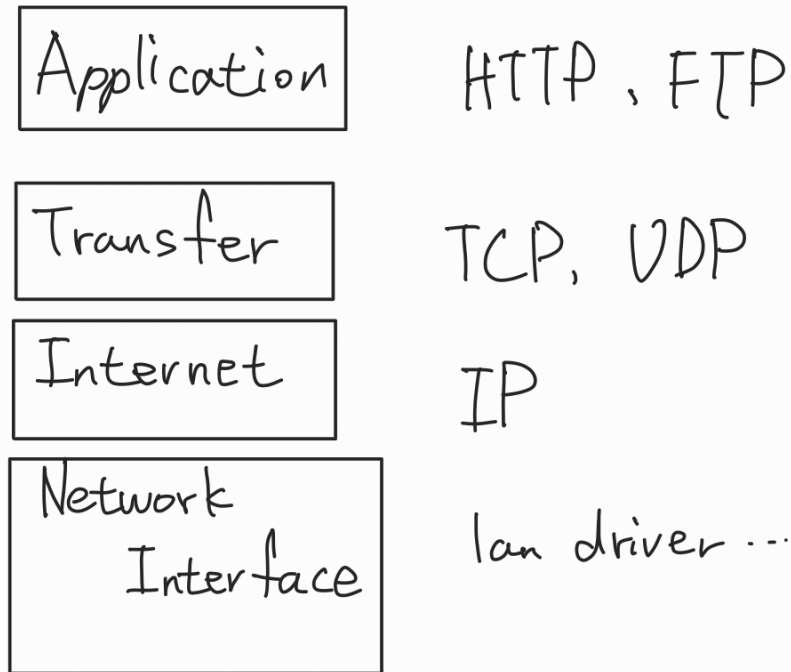 Application HTTP、FTP
Transfer TCP, UDP
Internet IP
Network
Interface lan driver ...